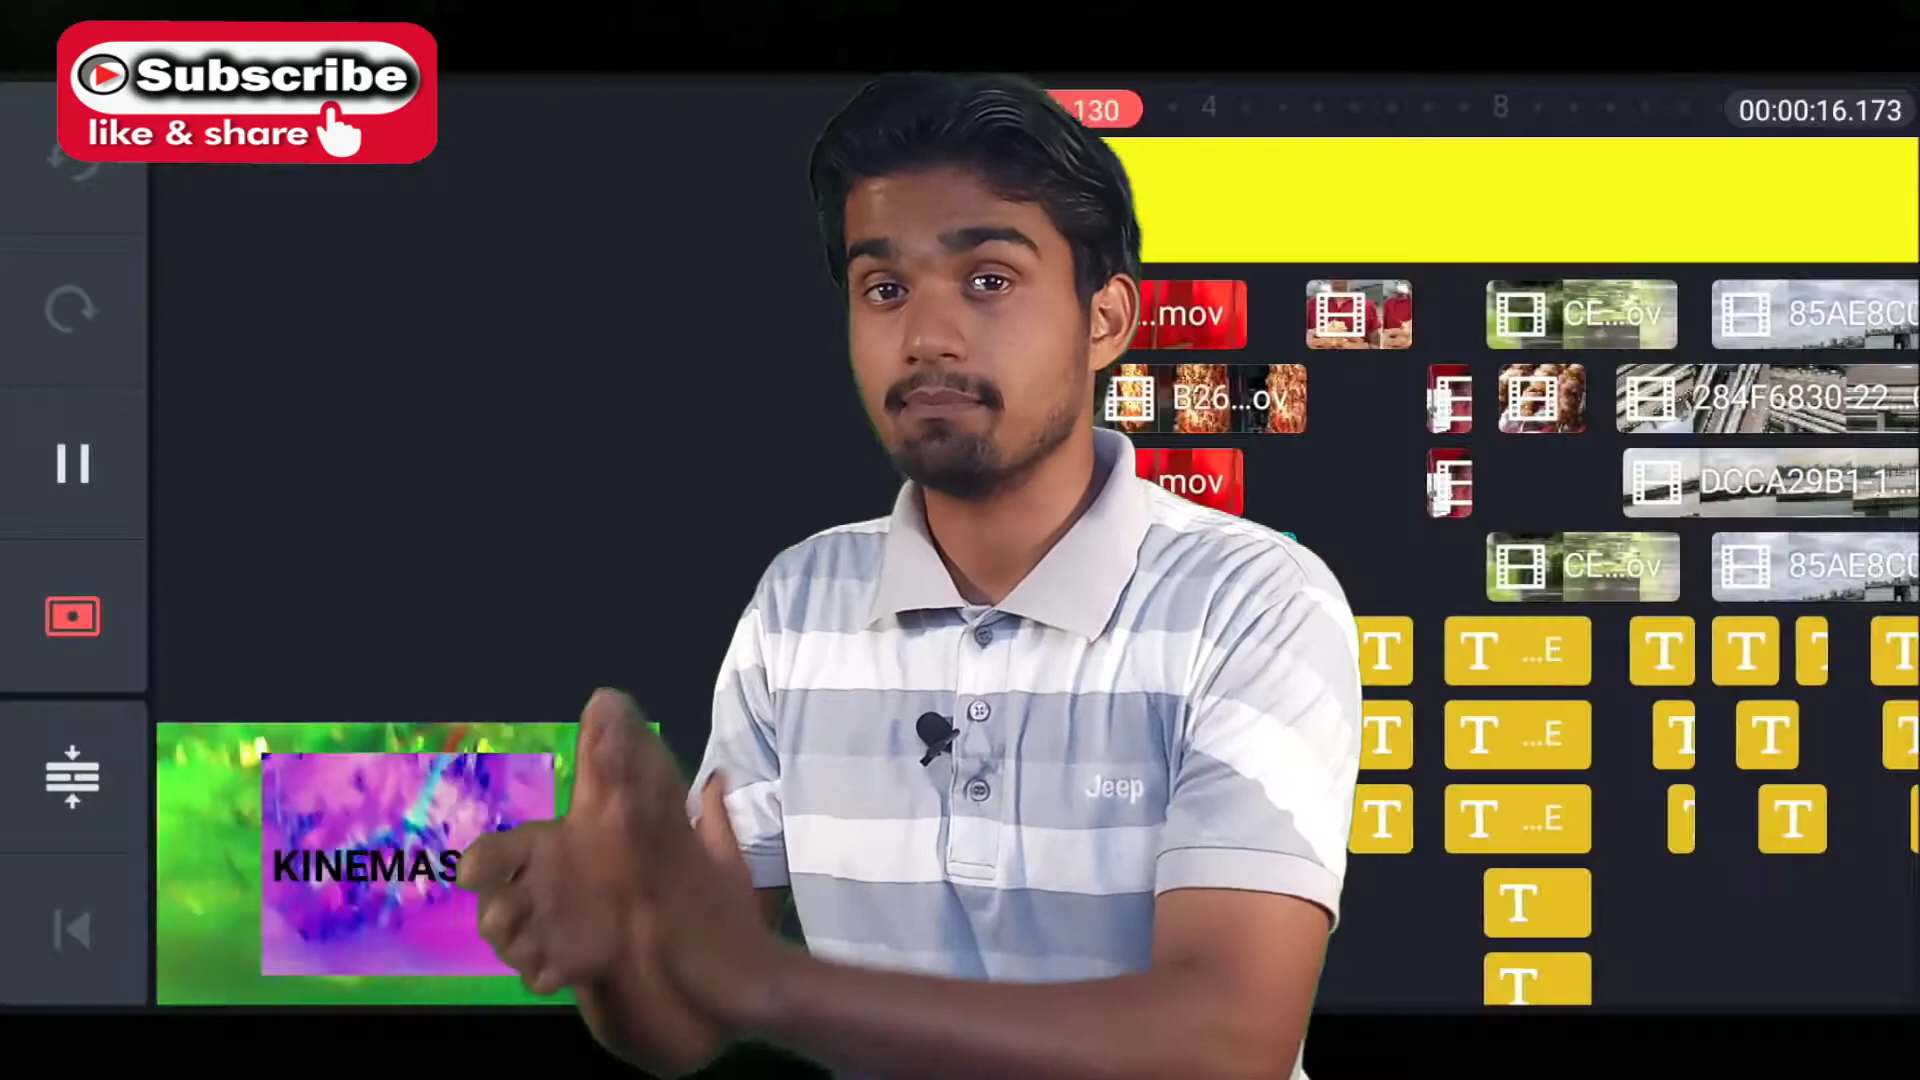 Subscribe
like & share
130
4
8
00:00:16.173
...mov
CE...ov
85AE8C
B26...ov
284F6830-22...
mov
DCCA29B1-1...
CE...ov
85AE8C
T
T ...E
T
T
T
T
T
T ...E
T
T
T
T
T ...E
T
T
T
Jeep
KINEMAS